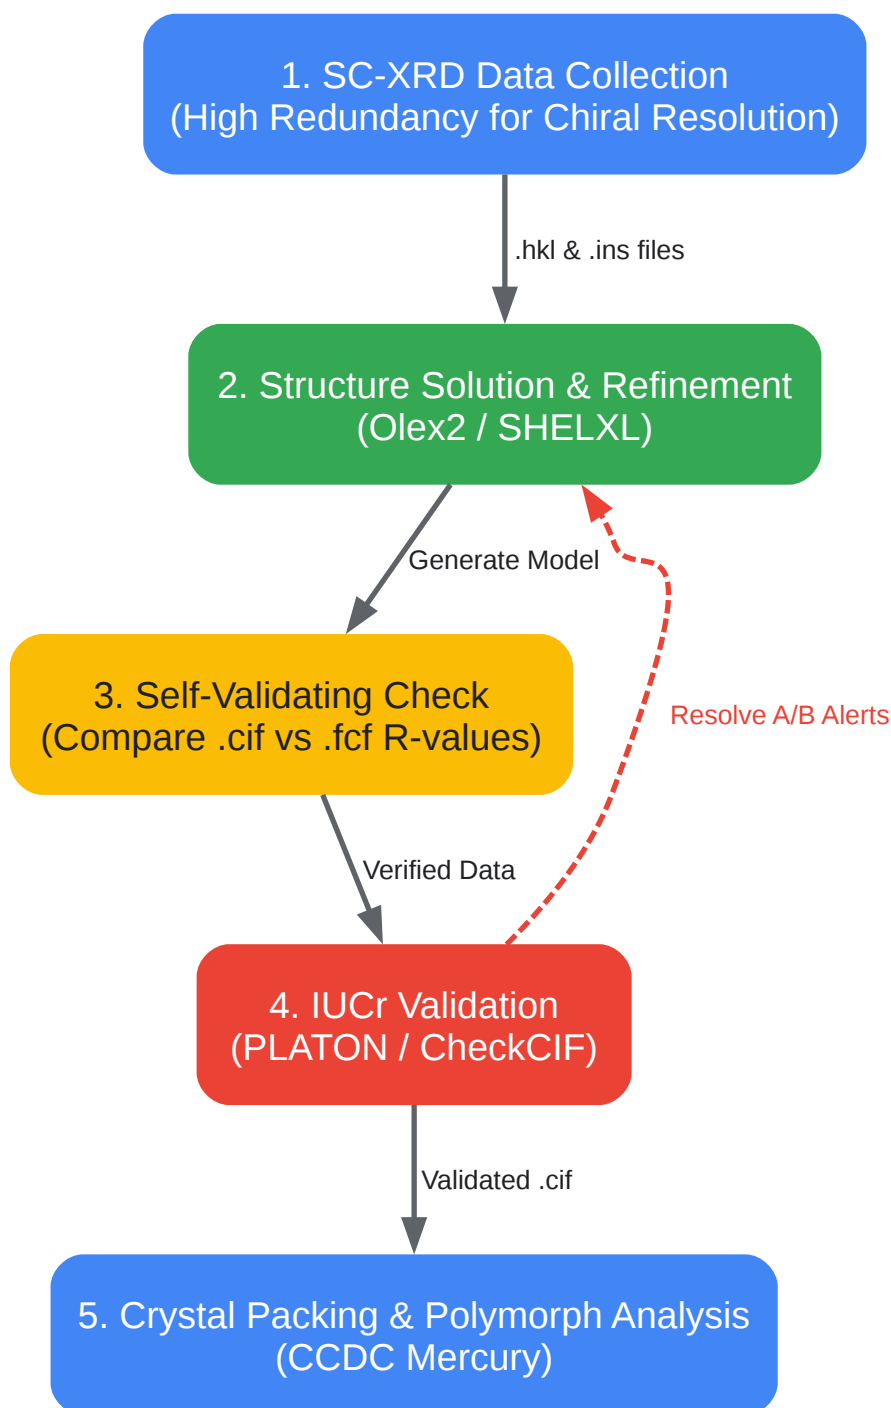 1. SC-XRD Data Collection
(High Redundancy for Chiral Resolution)
.hkl & .ins files
2. Structure Solution & Refinement
(Olex2 / SHELXL)
Generate Model
3. Self-Validating Check
(Compare .cif vs .fcf R-values)
Resolve A/B Alerts
Verified Data
4. IUCr Validation
(PLATON / CheckCIF)
Validated .cif
5. Crystal Packing & Polymorph Analysis
(CCDC Mercury)